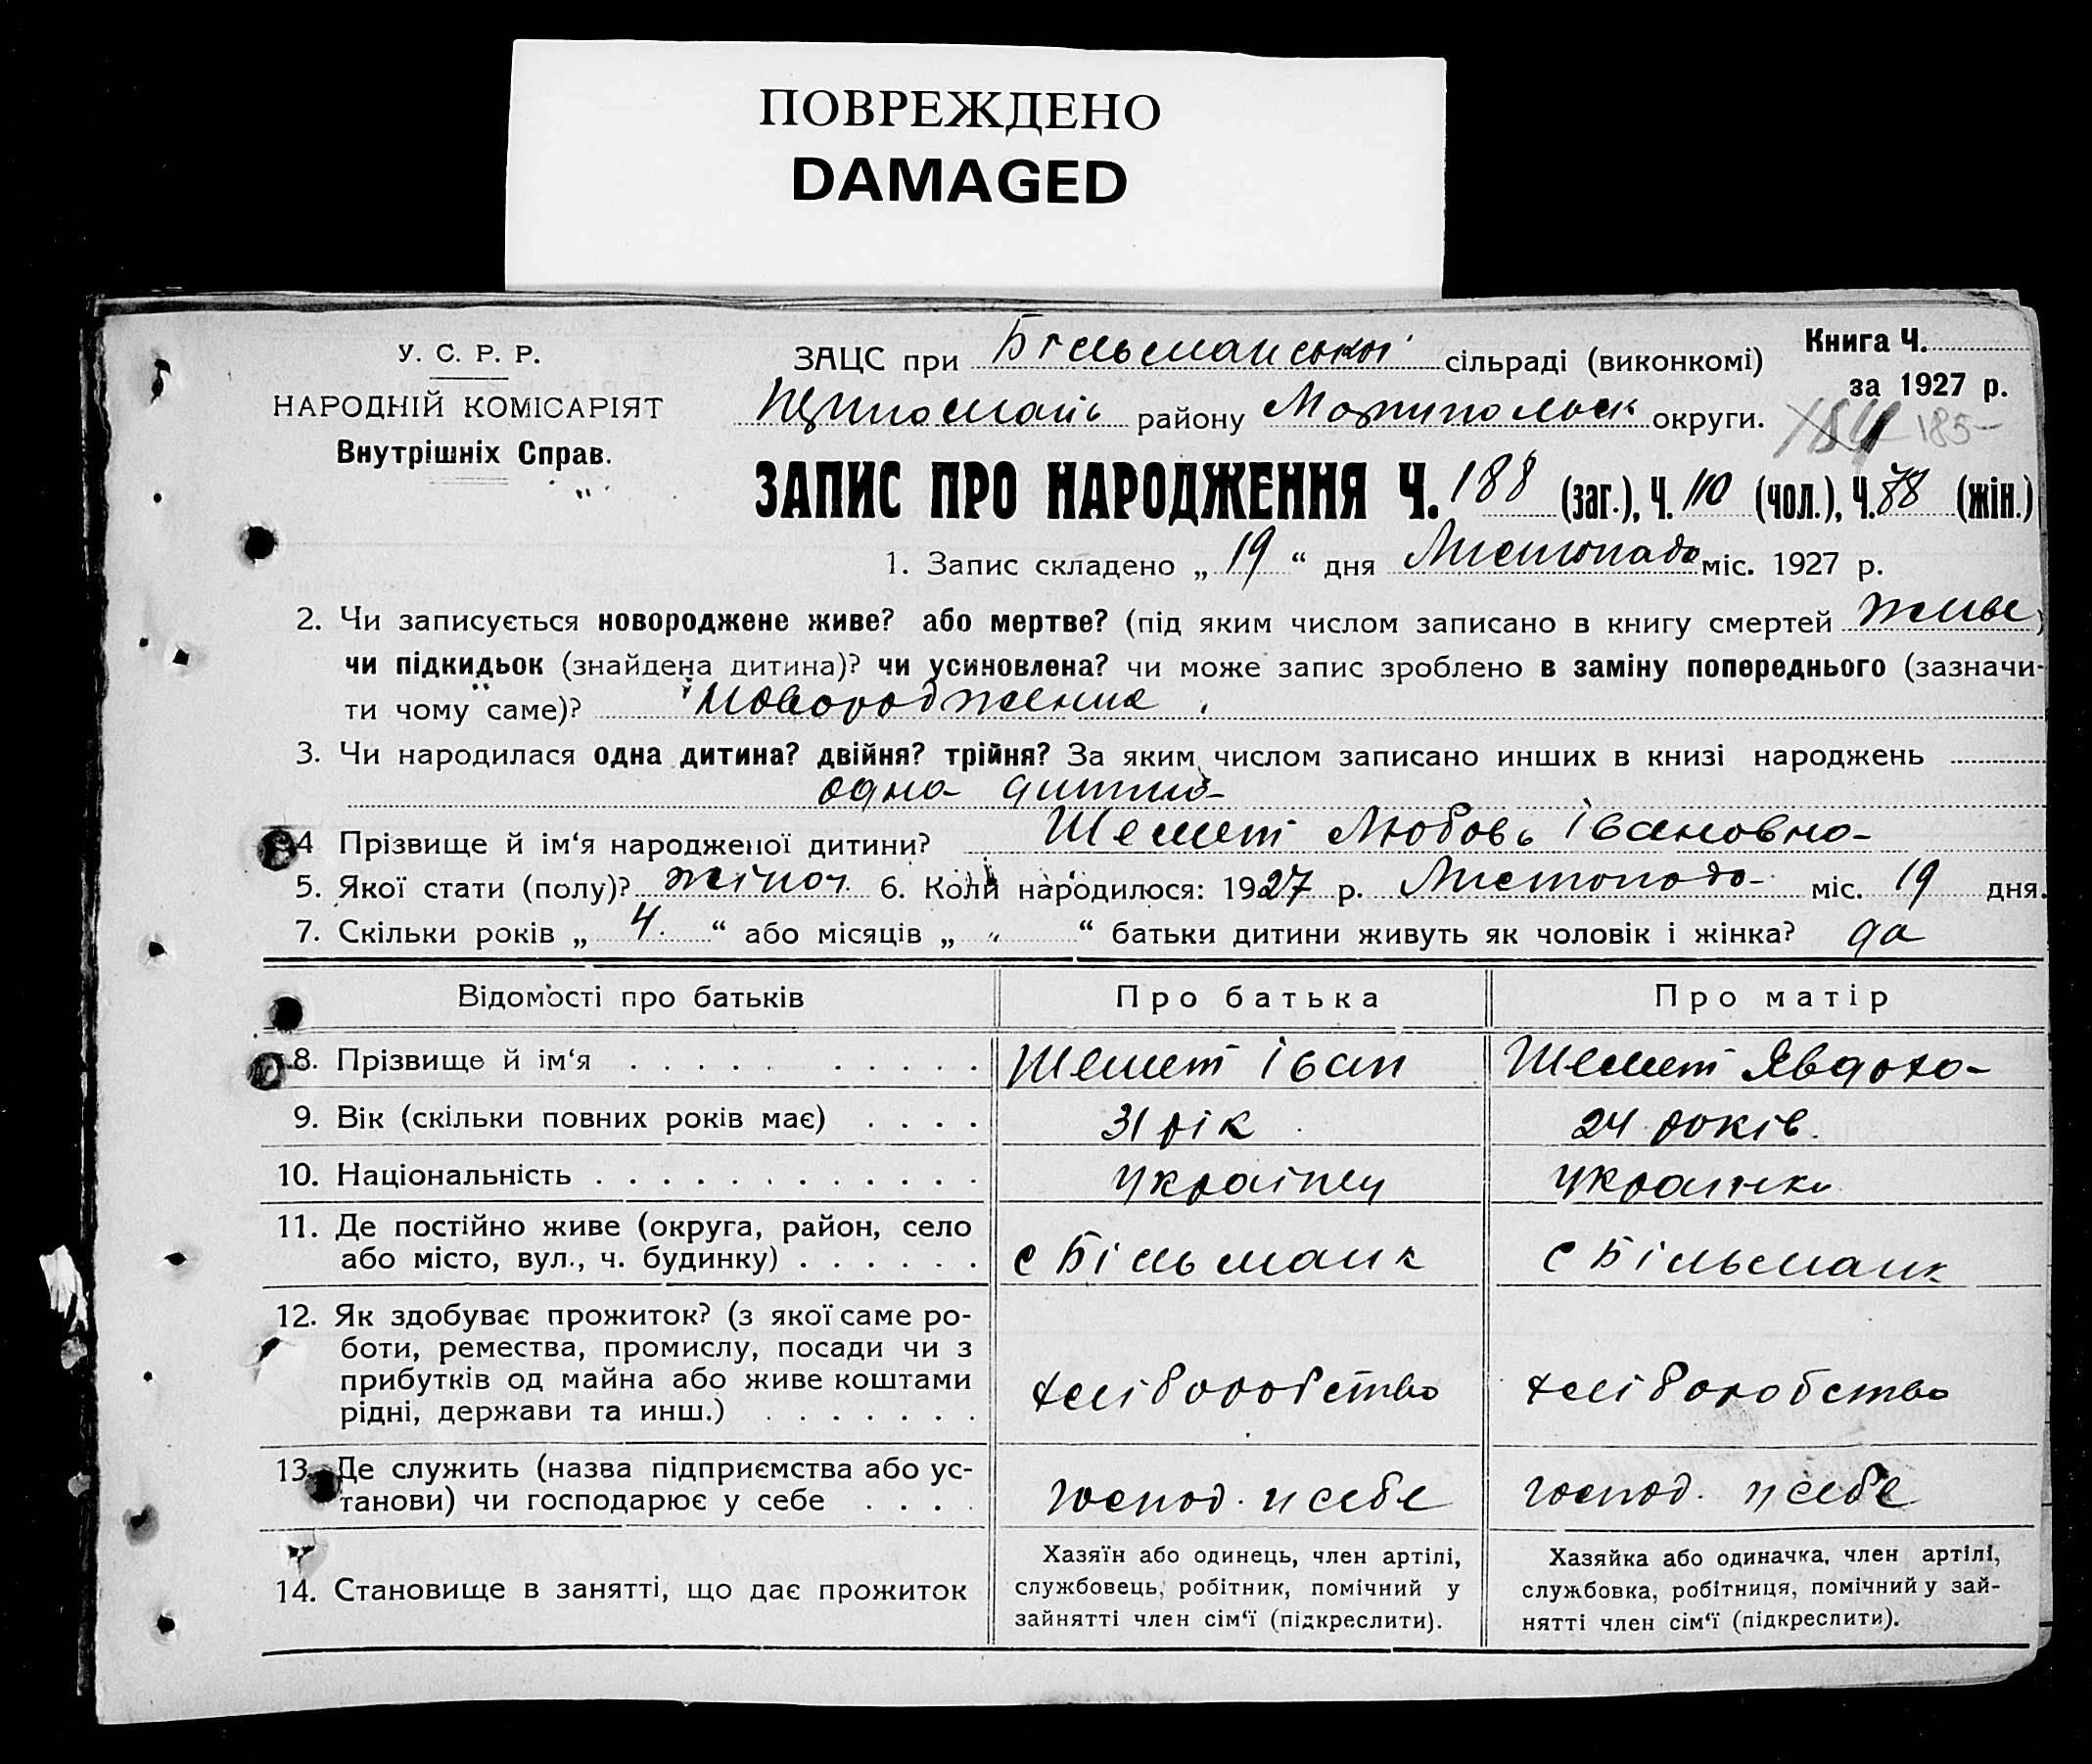 ПОВРЕЖДЕНО
DAMAGED
У. С. Р. Р.
НАРОДНІЙ КОМІСАРІЯТ
Внутрішніх Справ.
ЗАЦС при Більманської сільраді (виконкомі)
району Маріпольськ округи.
Книга Ч.
за 1927 р.
184 185
ЗАПИС ПРО НАРОДЖЕННЯ Ч. 188 (заг.), Ч. 110 (чол.), Ч. 78 (жін.)
1. Запис складено „ 19 “ дня Листопада міс. 1927 р.
2. Чи записується новороджене живе? або мертве? (під яким числом записано в книгу смертей живе)
чи підкидьок (знайдена дитина)? чи усиновлена? чи може запис зроблено в заміну попереднього (зазначи-
ти чому саме)? новородження
3. Чи народилася одна дитина? двійня? трійня? За яким числом записано инших в книзі народжень
одна дитина
4 Прізвище й ім‘я народженої дитини? Шемет Любовь Івановна
5. Якої стати (полу)? жіноч. 6. Коли народилося: 1927 р. Листопада міс. 19 дня.
7. Скільки років „ 4. “ або місяців „ “ батьки дитини живуть як чоловік і жінка? да
Відомості про батьків Про батька Про матір
8. Прізвище й ім‘я . . . . . . . . . . . Шемет Іван Шемет Явдоха
9. Вік (скільки повних років має) . . . . 31 рік 24 років.
10. Національність . . . . . . . . . . . . . українец українка
11. Де постійно живе (округа, район, село
або місто, вул., ч. будинку) . . . . . . с Більманк с Більманк
12. Як здобуває прожиток? (з якої саме ро-
боти, ремества, промислу, посади чи з
прибутків од майна або живе коштами
рідні, держави та инш.) . . . . . . . хліборобство хліборобство
13. Де служить (назва підприємства або ус-
танови) чи господарює у себе . . . . господ. у себе господ. у себе
14. Становище в занятті, що дає прожиток
Хазяїн або одинець, член артілі,
службовець, робітник, помічний у
зайнятті член сім‘ї (підкреслити).
Хазяйка або одиначка, член артілі,
службовка, робітниця, помічний у зай-
нятті член сім‘ї (підкреслити).